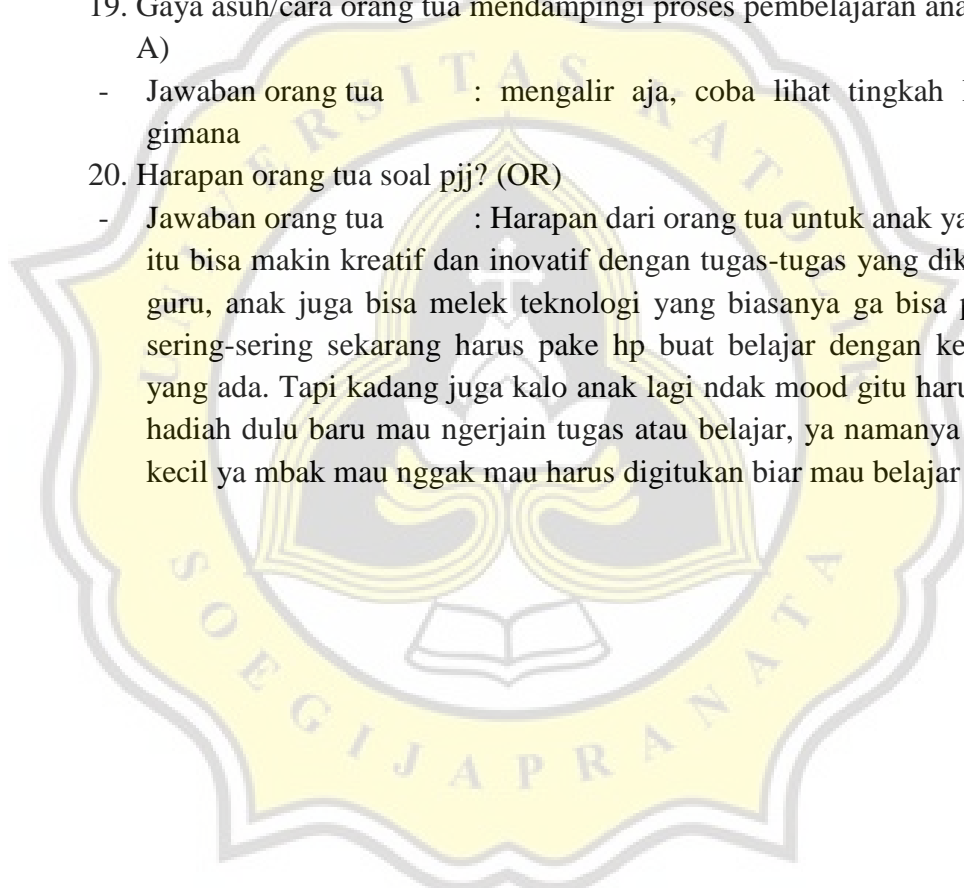 19. Gaya asuh/cara orang tua mendampingi proses pembelajaran
A)
- Jawaban orang tua : mengalir aja, coba lihat tingkah
gimana
20. Harapan orang tua soal pjj? (OR)
- Jawaban orang tua : Harapan dari orang tua untuk anak
itu bisa makin kreatif dan inovatif dengan tugas-tugas yang
guru, anak juga bisa melek teknologi yang biasanya ga bisa
sering-sering sekarang harus pake hp buat belajar dengan
yang ada. Tapi kadang juga kalo anak lagi ndak mood gitu
hadiah dulu baru mau ngerjain tugas atau belajar, ya namanya
kecil ya mbak mau nggak mau harus digitukan biar mau belajar
UNIVERSITAS KATOLIK
SOEGIJAPRANATA